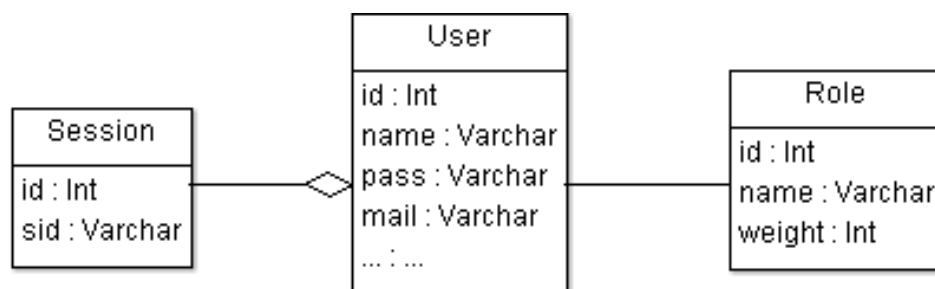 Session
id : Int
sid : Varchar
User
id : Int
name : Varchar
pass : Varchar
mail : Varchar
... : ...
Role
id : Int
name : Varchar
weight : Int